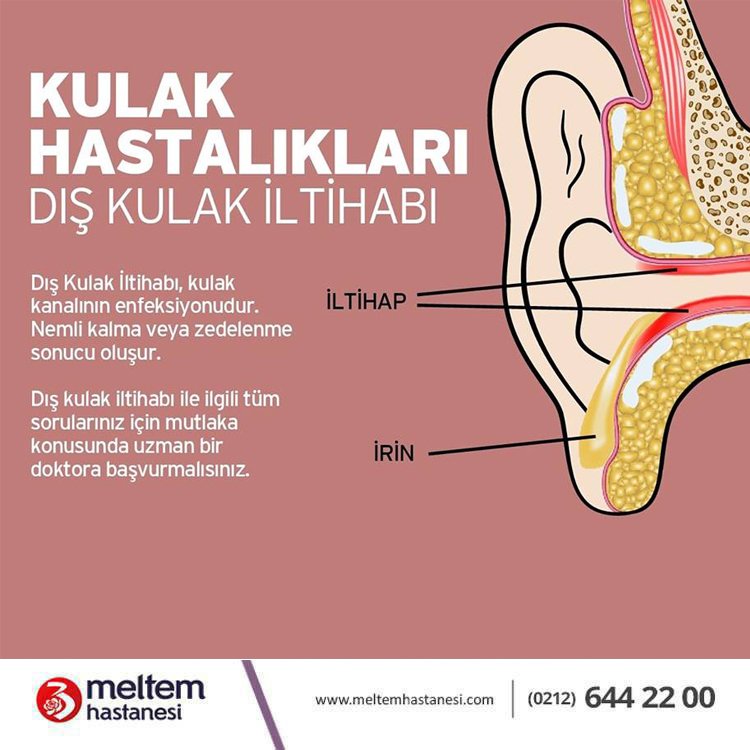 KULAK
HASTALIKLARI
DIŞ KULAK İLTİHABI
Dış Kulak İltihabı, kulak
kanalının enfeksiyonudur.
Nemli kalma veya zedelenme
sonucu oluşur.
Dış kulak iltihabı ile ilgili tüm
sorularınız için mutlaka
konusunda uzman bir
doktora başvurmalısınız.
İLTİHAP
İRİN
meltem
hastanesi
www.meltemhastanesi.com
(0212) 644 22 00